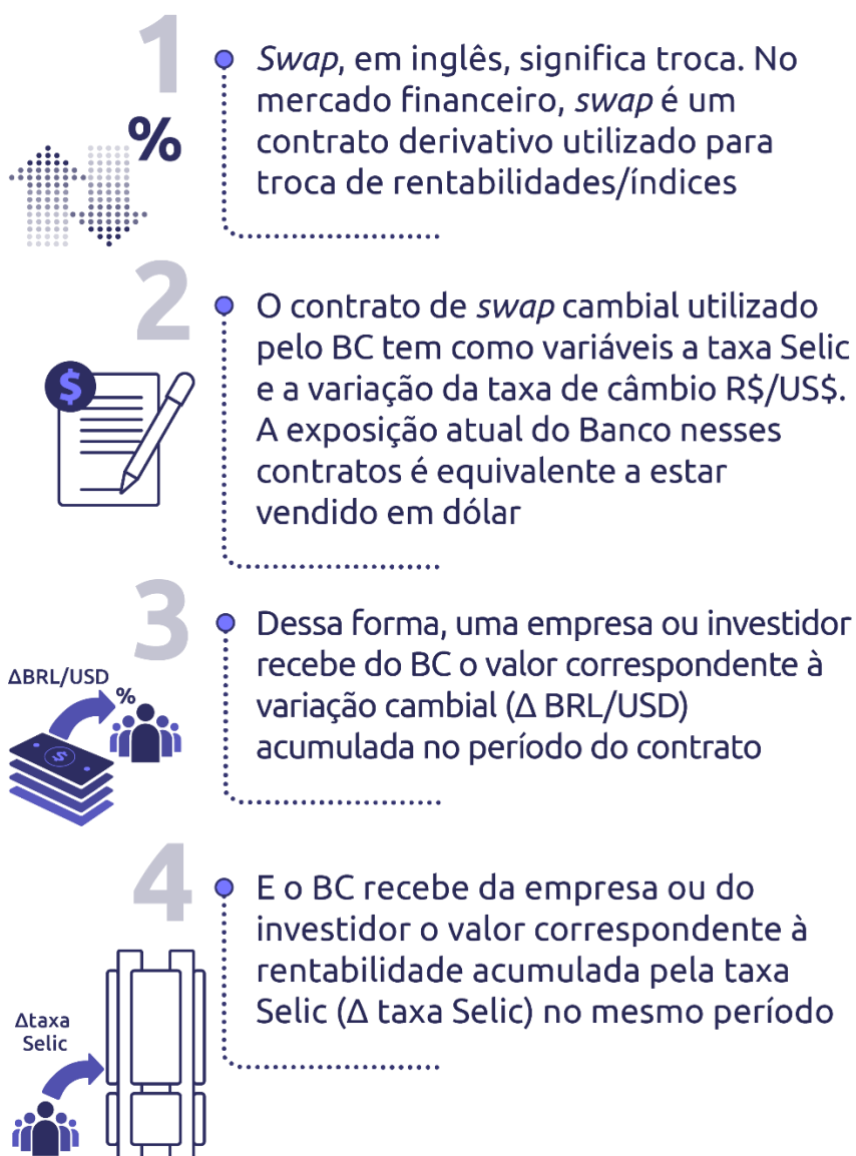 1
Swap, em inglês, significa troca. No
mercado financeiro, swap é um
contrato derivativo utilizado para
troca de rentabilidades/índices
%
2
O contrato de swap cambial utilizado
pelo BC tem como variáveis a taxa Selic
e a variação da taxa de câmbio R$/US$.
A exposição atual do Banco nesses
contratos é equivalente a estar
vendido em dólar
$
3
Dessa forma, uma empresa ou investidor
recebe do BC o valor correspondente à
variação cambial (Δ BRL/USD)
acumulada no período do contrato
ΔBRL/USD
%
$
4
E o BC recebe da empresa ou do
investidor o valor correspondente à
rentabilidade acumulada pela taxa
Selic (Δ taxa Selic) no mesmo período
Δtaxa
Selic